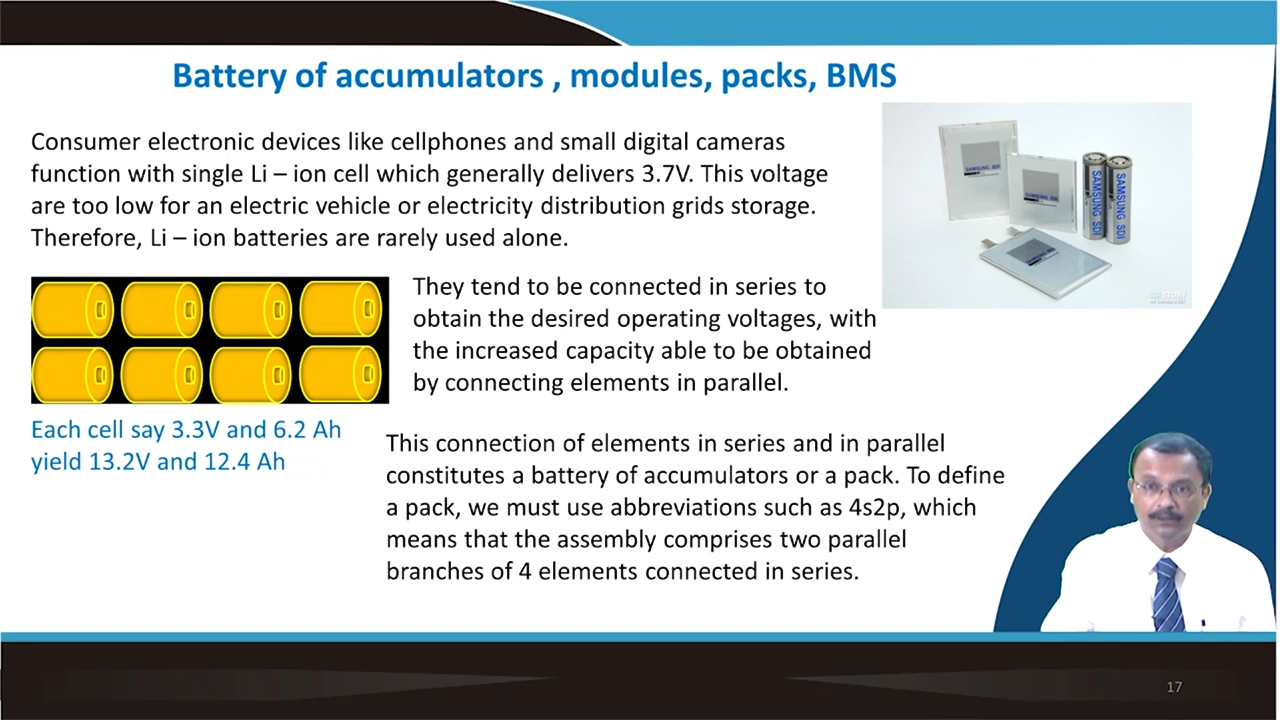 Battery of accumulators , modules, packs, BMS
Consumer electronic devices like cellphones and small digital cameras
function with single Li – ion cell which generally delivers 3.7V. This voltage
are too low for an electric vehicle or electricity distribution grids storage.
Therefore, Li – ion batteries are rarely used alone.
SAMSUNG SDI
SAMSUNG SDI
SAMSUNG SDI
SAMSUNG SDI
They tend to be connected in series to
obtain the desired operating voltages, with
the increased capacity able to be obtained
by connecting elements in parallel.
Each cell say 3.3V and 6.2 Ah
yield 13.2V and 12.4 Ah
This connection of elements in series and in parallel
constitutes a battery of accumulators or a pack. To define
a pack, we must use abbreviations such as 4s2p, which
means that the assembly comprises two parallel
branches of 4 elements connected in series.
17